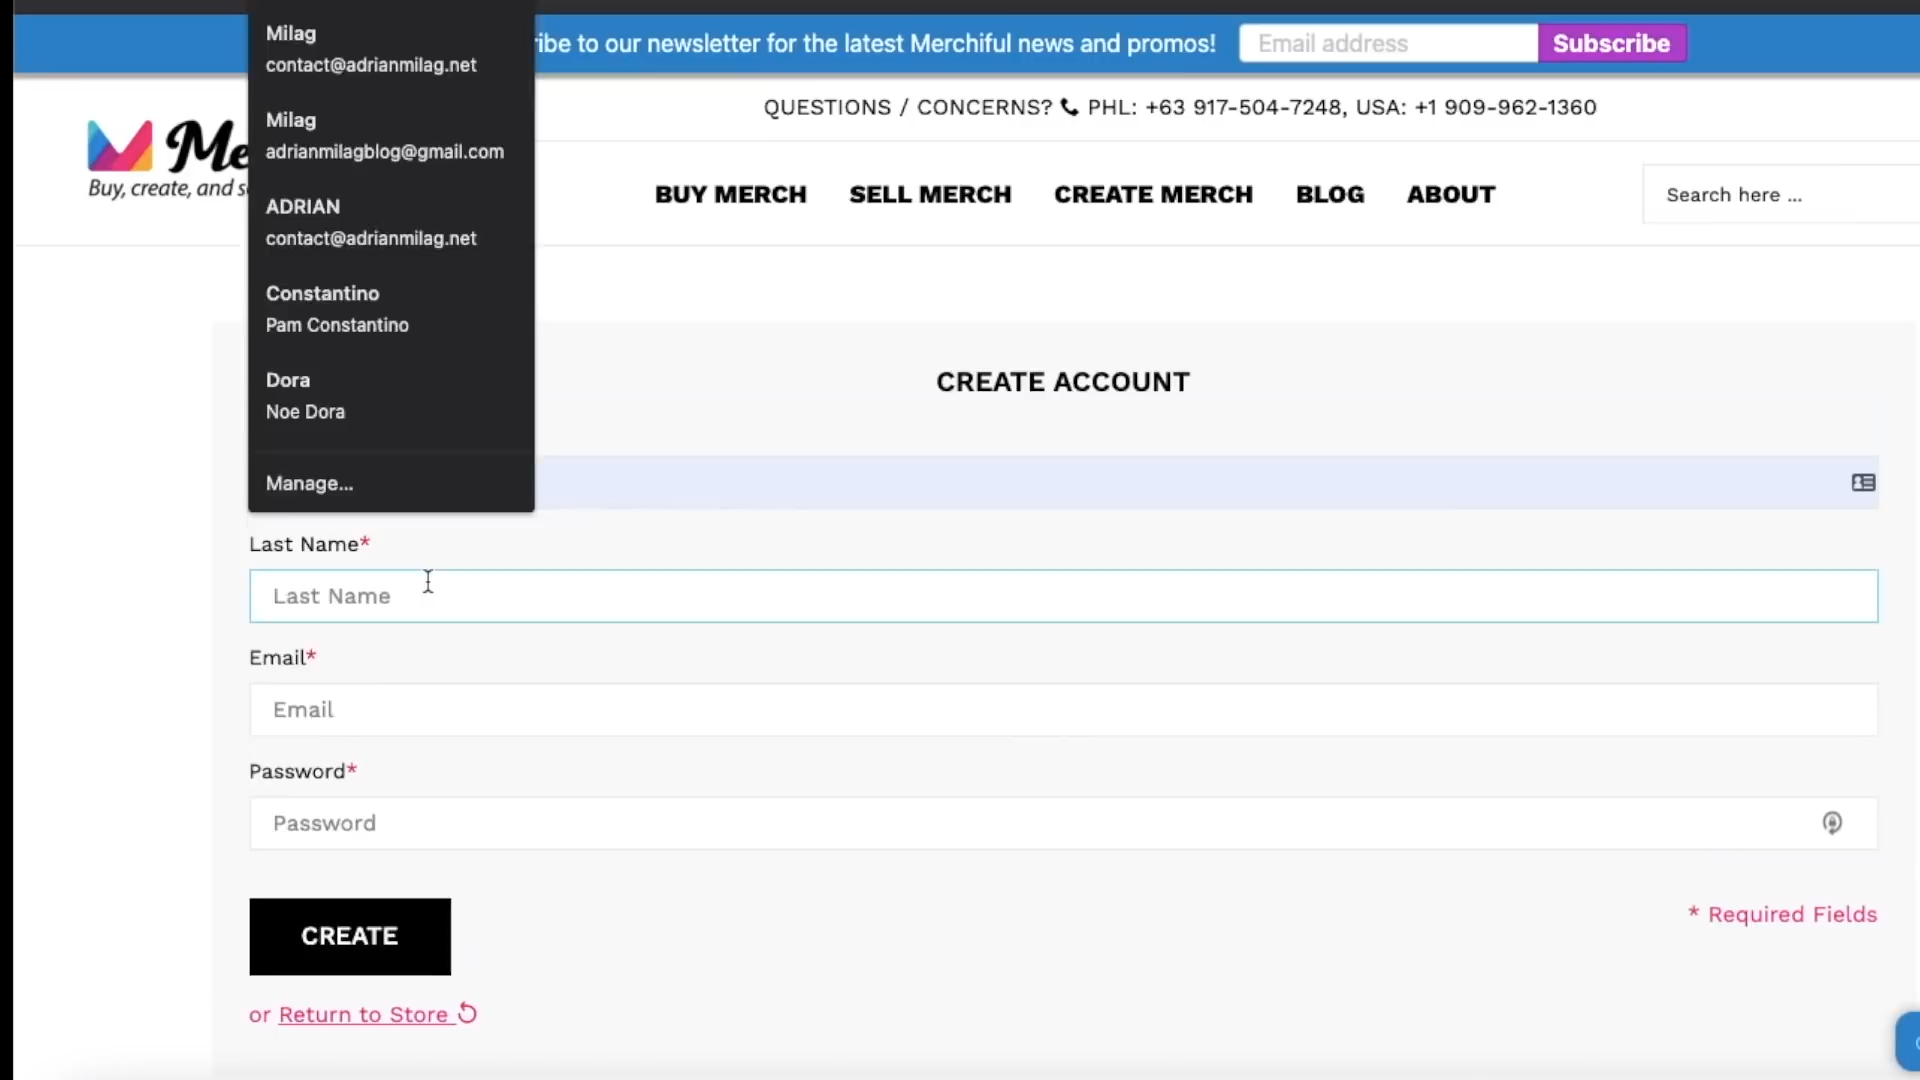 Milag
contact@adrianmilag.net
Milag
adrianmilagblog@gmail.com
ADRIAN
contact@adrianmilag.net
Constantino
Pam Constantino
Dora
Noe Dora
Manage...
to our newsletter for the latest Merchiful news and promos!
Email address
Subscribe
QUESTIONS / CONCERNS? PHL: +63 917-504-7248, USA: +1 909-962-1360
Buy, create, and
BUY MERCH
SELL MERCH
CREATE MERCH
BLOG
ABOUT
Search here ...
CREATE ACCOUNT
Last Name*
Last Name
Email*
Email
Password*
Password
CREATE
* Required Fields
or Return to Store